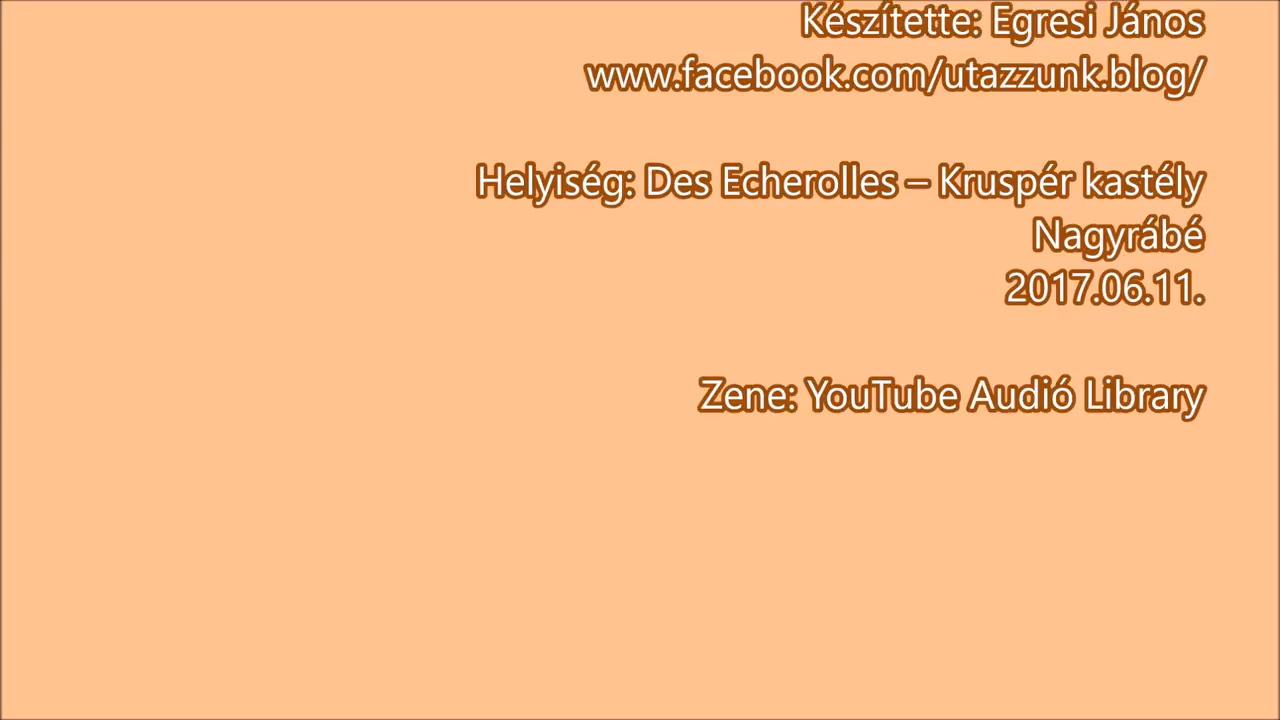 Készítette: Egresi János
www.facebook.com/utazzunk.blog/
Helyiség: Des Echerolles – Kruspér kastély
Nagyrábé
2017.06.11.
Zene: YouTube Audió Library